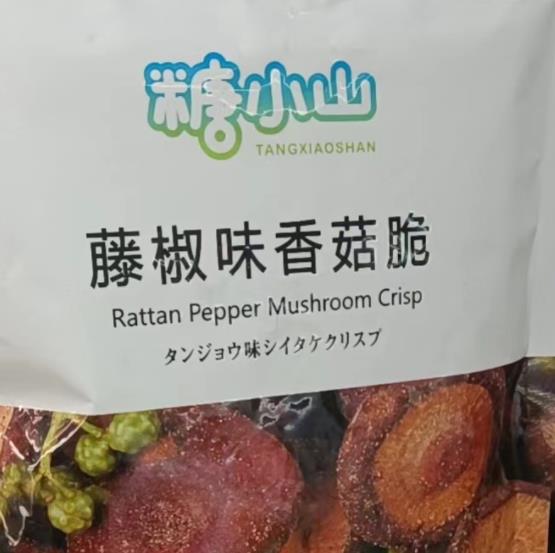 糖小山
TANGXIAOSHAN
藤椒味香菇脆
Rattan Pepper Mushroom Crisp
タンジョウ味シイタケクリスプ